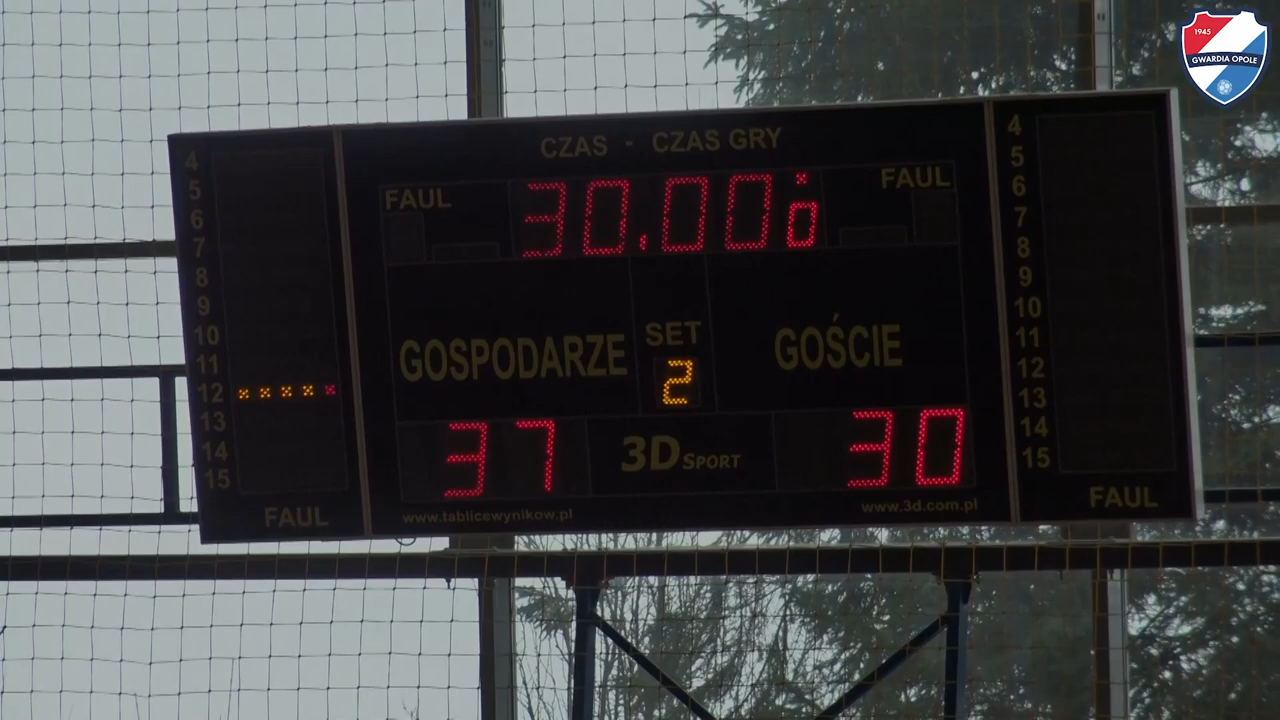 1945
GWARDIA OPOLE
CZAS - CZAS GRY
FAUL
30.00
FAUL
4
5
6
7
8
9
10
11
12
13
14
15
FAUL
GOSPODARZE
SET
2
GOŚCIE
37
3D SPORT
30
www.tablicewynikow.pl
www.3d.com.pl
4
5
6
7
8
9
10
11
12
13
14
15
FAUL